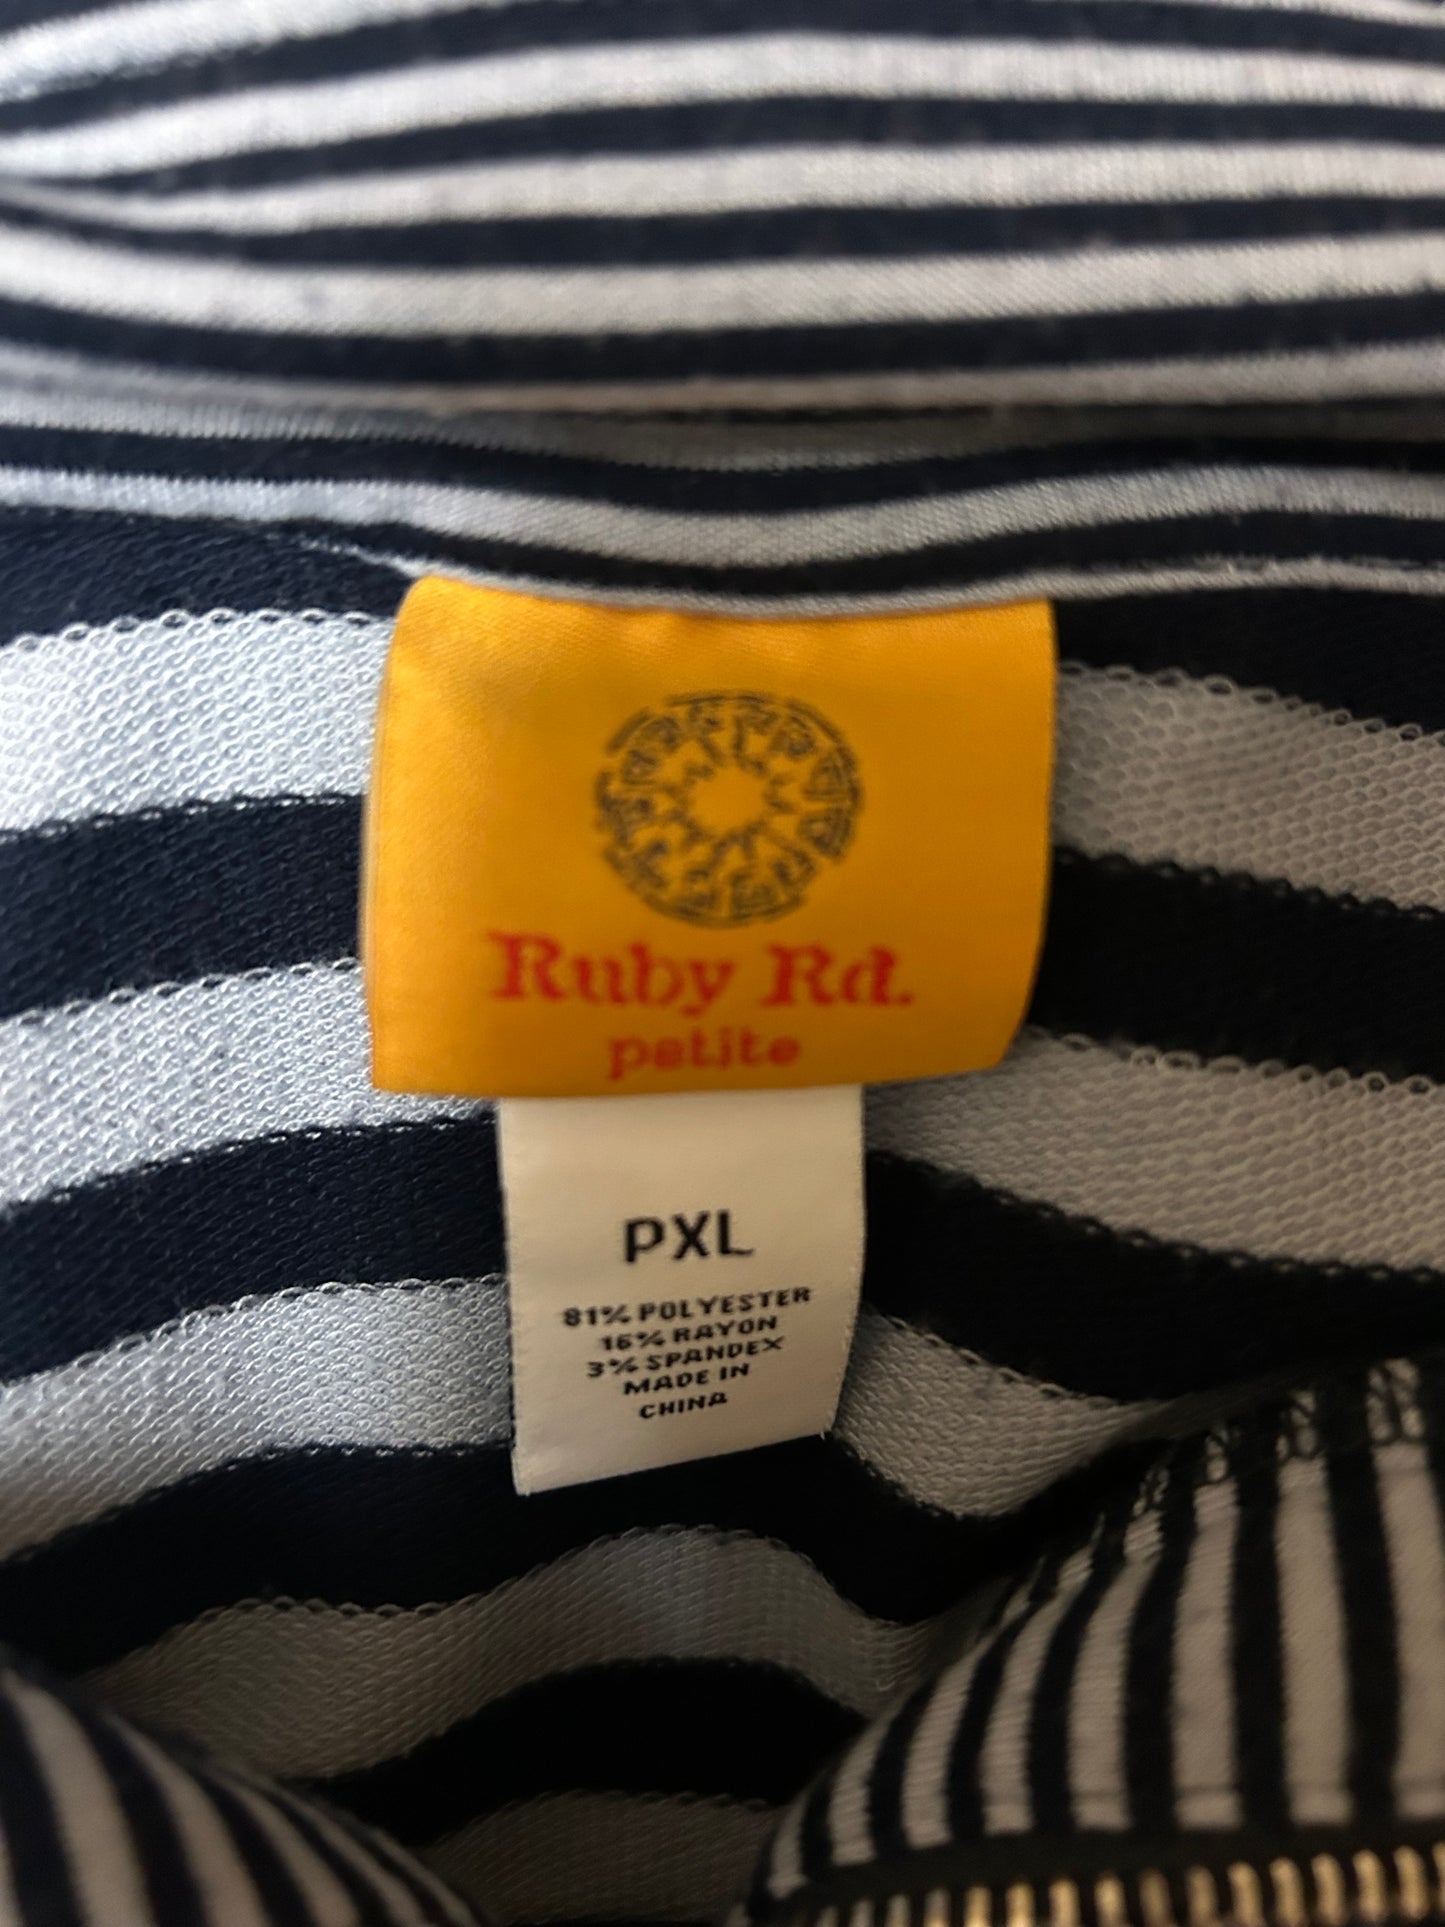 Ruby Rd.
petite
PXL
81% POLYESTER
16% RAYON
3% SPANDEX
MADE IN
CHINA